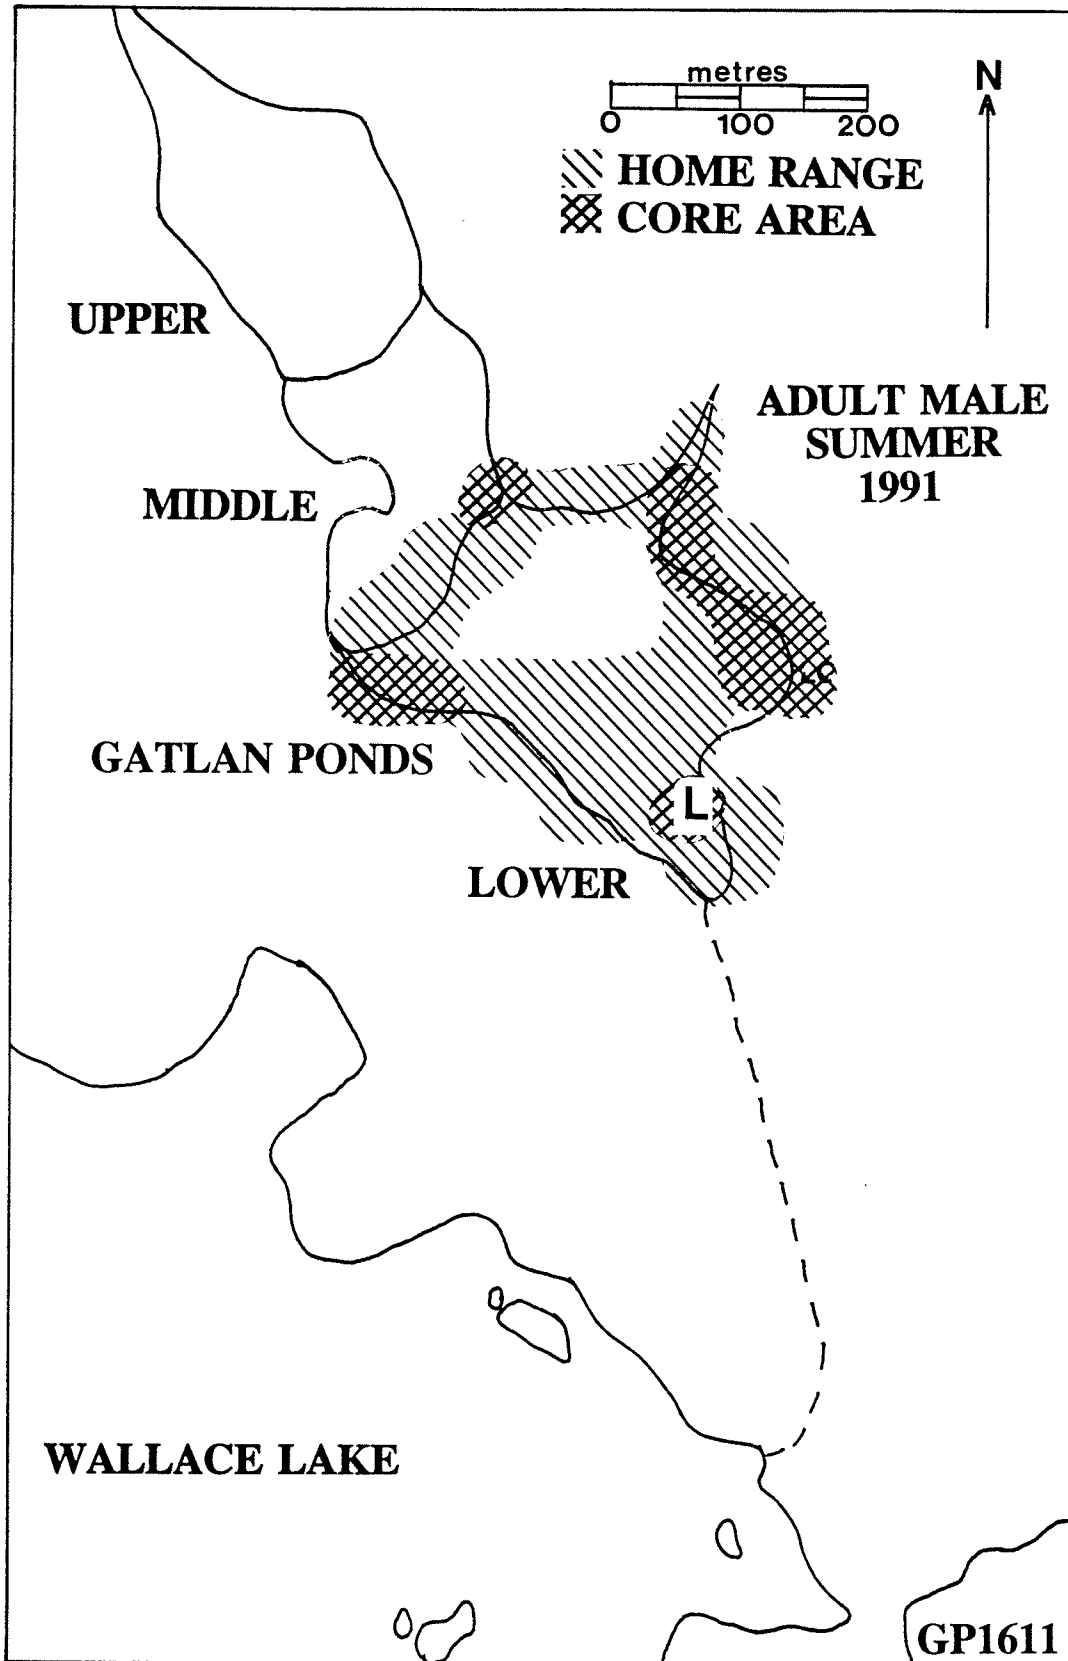 metres
0 100 200
N
HOME RANGE
CORE AREA
UPPER
ADULT MALE
SUMMER
1991
MIDDLE
GATLAN PONDS
L
LOWER
WALLACE LAKE
GP1611